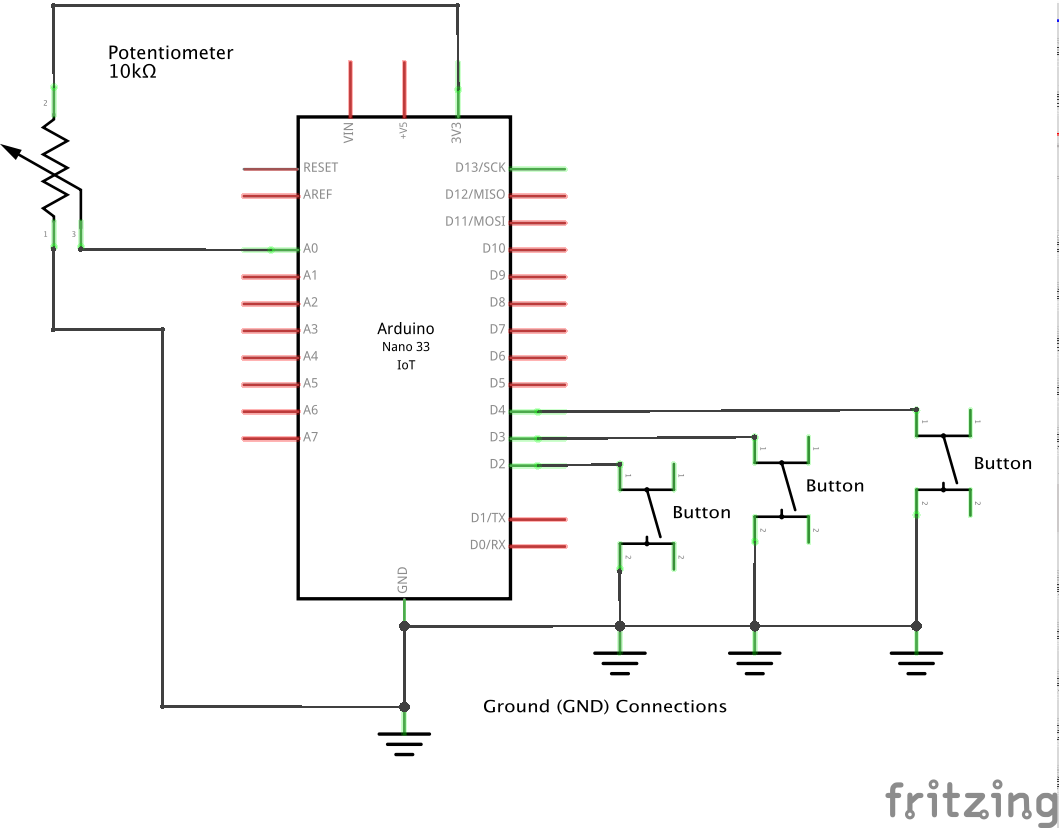 Potentiometer
10kΩ
2
1
3
VIN
+V5
3V3
RESET
AREF
A0
A1
A2
A3
A4
A5
A6
A7
D13/SCK
D12/MISO
D11/MOSI
D10
D9
D8
D7
D6
D5
D4
D3
D2
D1/TX
D0/RX
GND
Arduino
Nano 33
IoT
1
1
2
2
Button
1
1
2
2
Button
1
1
2
2
Button
Ground (GND) Connections
fritzing